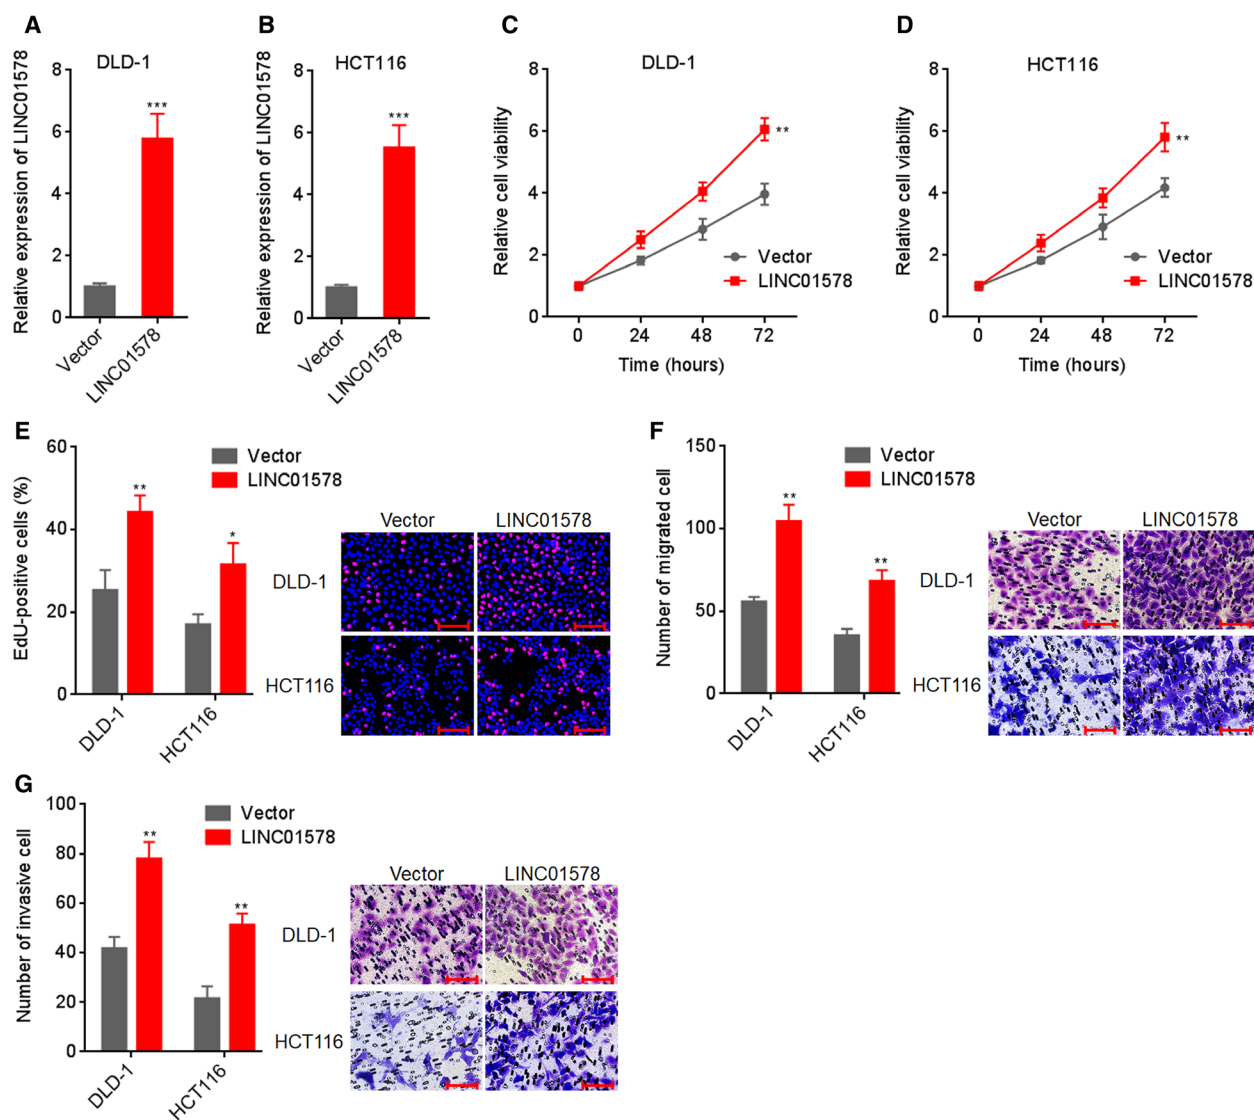 A
DLD-1
Relative expression of LINC01578
8
6
4
2
0
***
Vector
LINC01578
B
HCT116
Relative expression of LINC01578
8
6
4
2
0
***
Vector
LINC01578
C
DLD-1
Relative cell viability
8
6
4
2
0
**
Vector
LINC01578
0 24 48 72
Time (hours)
D
HCT116
Relative cell viability
8
6
4
2
0
**
Vector
LINC01578
0 24 48 72
Time (hours)
E
EdU-positive cells (%)
60
40
20
0
Vector
LINC01578
**
*
DLD-1
HCT116
Vector LINC01578
DLD-1
HCT116
F
Number of migrated cell
150
100
50
0
Vector
LINC01578
**
**
DLD-1
HCT116
Vector LINC01578
DLD-1
HCT116
G
Number of invasive cell
100
80
60
40
20
0
Vector
LINC01578
**
**
DLD-1
HCT116
Vector LINC01578
DLD-1
HCT116